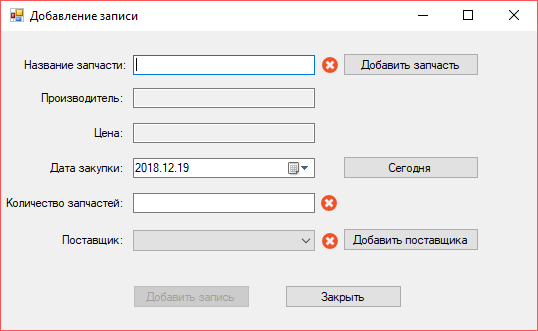 Добавление записи
Название запчасти: Добавить запчасть
Производитель:
Цена:
Дата закупки: 2018.12.19 Сегодня
Количество запчастей:
Поставщик: Добавить поставщика
Добавить запись Закрыть